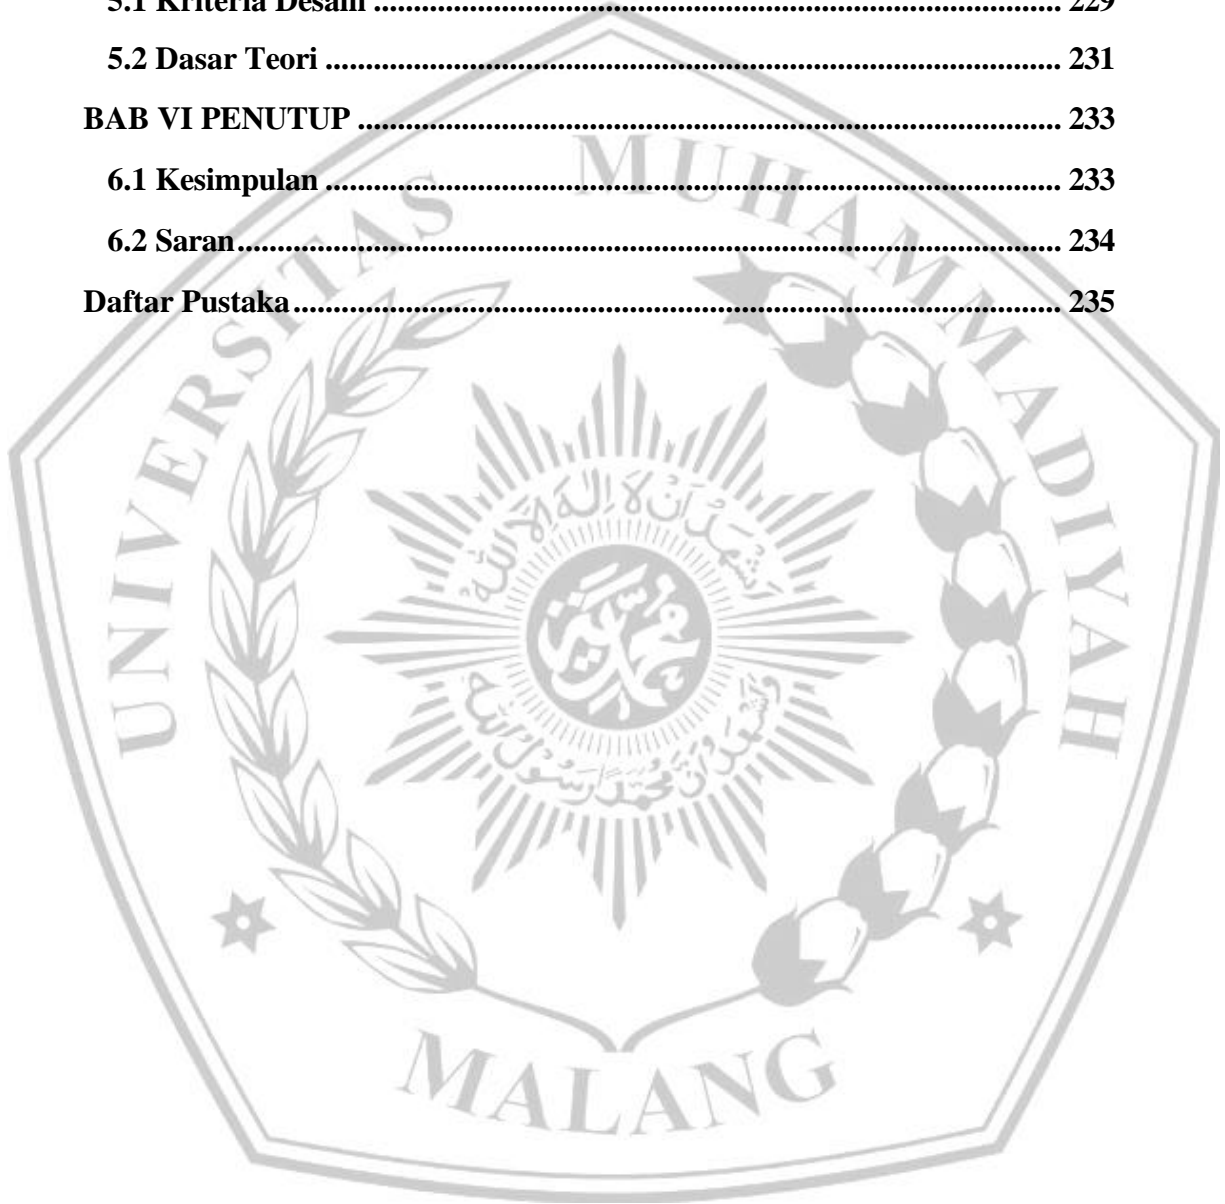 5.1 Kriteria Desain ..................................................................................... 229
5.2 Dasar Teori ........................................................................................... 231
BAB VI PENUTUP ....................................................................................... 233
6.1 Kesimpulan ........................................................................................... 233
6.2 Saran ...................................................................................................... 234
Daftar Pustaka ............................................................................................... 235
UNIVERSITAS MUHAMMADIYAH
MALANG